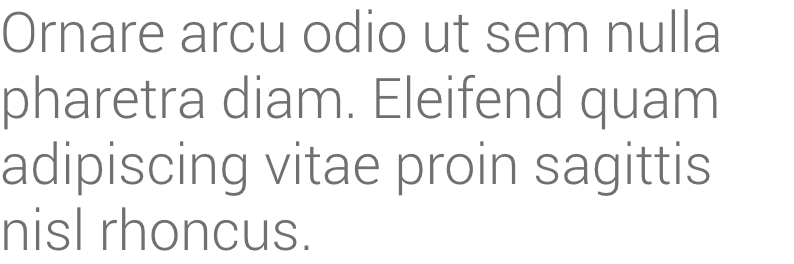 Ornare arcu odio ut sem nulla
pharetra diam. Eleifend quam
adipiscing vitae proin sagittis
nisl rhoncus.